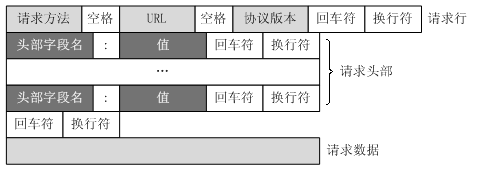 请求方法 空格 URL 空格 协议版本 回车符 换行符 请求行
头部字段名 : 值 回车符 换行符
...
请求头部
头部字段名 : 值 回车符 换行符
回车符 换行符
请求数据